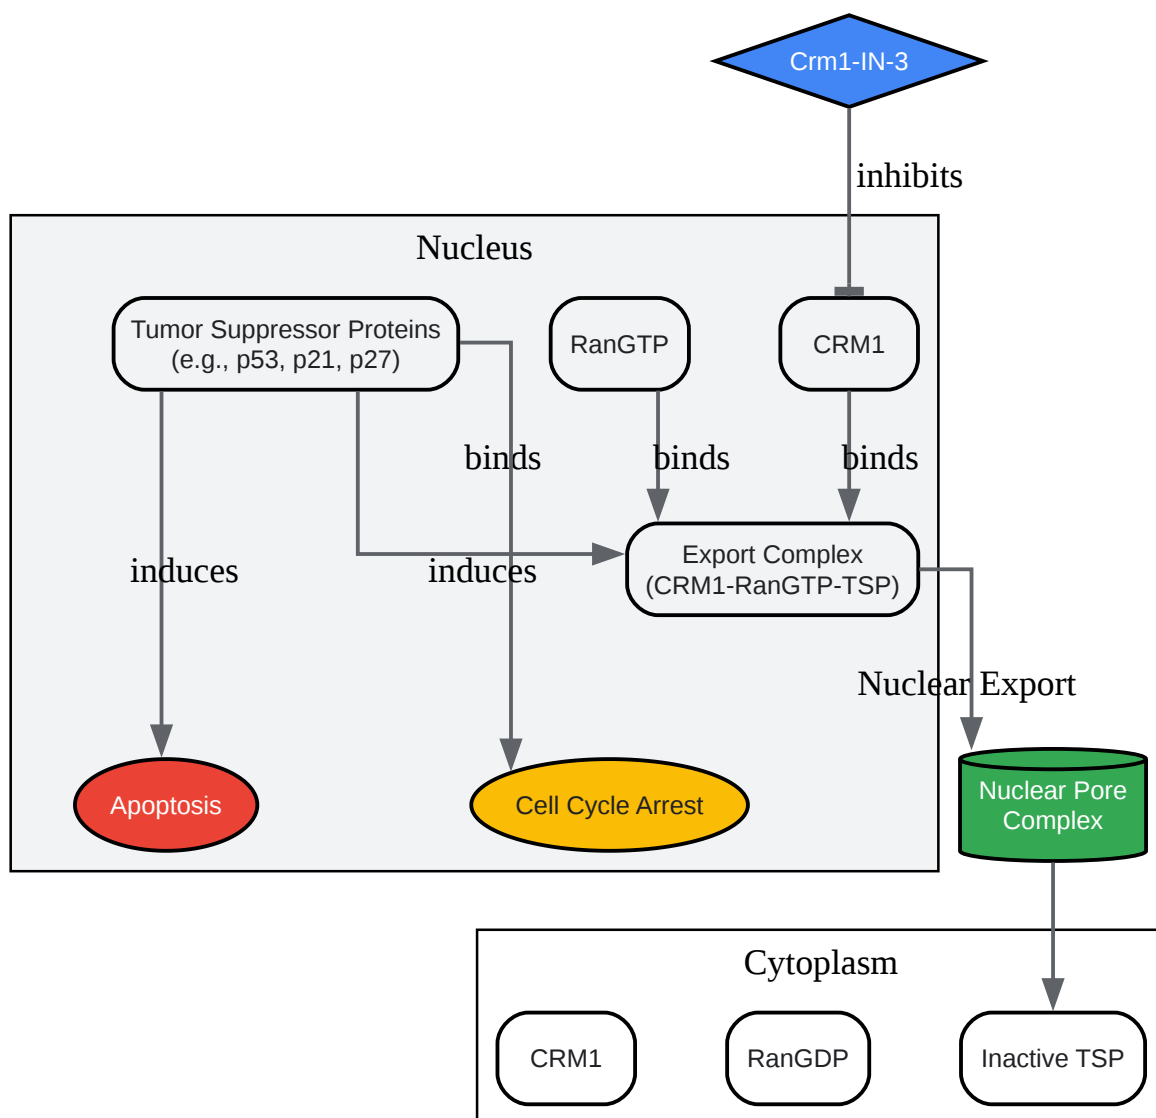 Crm1-IN-3
inhibits
Nucleus
Tumor Suppressor Proteins
(e.g., p53, p21, p27)
RanGTP
CRM1
binds
binds
binds
Export Complex
(CRM1-RanGTP-TSP)
induces
induces
Nuclear Export
Apoptosis
Cell Cycle Arrest
Nuclear Pore
Complex
Cytoplasm
CRM1
RanGDP
Inactive TSP